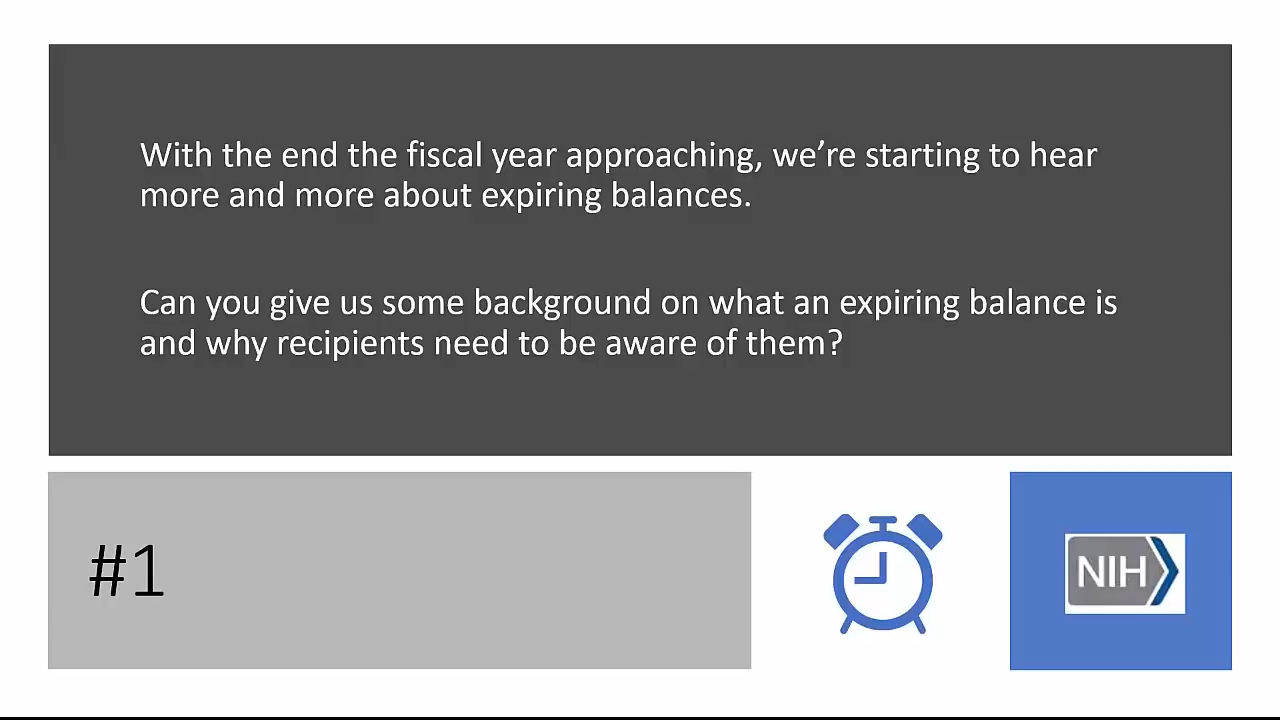 With the end the fiscal year approaching, we’re starting to hear
more and more about expiring balances.
Can you give us some background on what an expiring balance is
and why recipients need to be aware of them?
#1
NIH